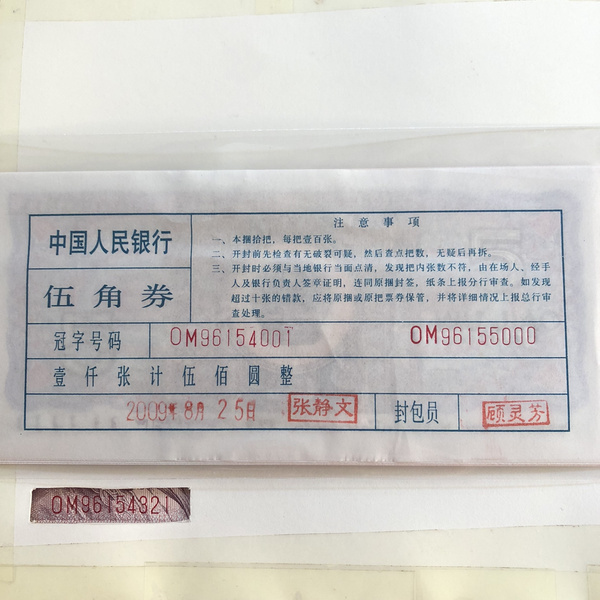 注意事项
中国人民银行
一、本捆拾把，每把壹百张。
二、开封前先检查有无破裂可疑，然后查点把数，无疑后再拆。
三、开封时必须与当地银行当面点清，发现把内张数不符，由在场人、经手
人及银行负责人签章证明，连同原捆封签，纸条上报分行审查。如发现
超过十张的错款，应将原捆或原把票券保管，并将详细情况上报总行审
查处理。
伍角券
冠字号码 OM96154001 OM96155000
壹仟张计伍佰圆整
2009年8月25日 张静文 封包员 顾灵芳
OM96154321